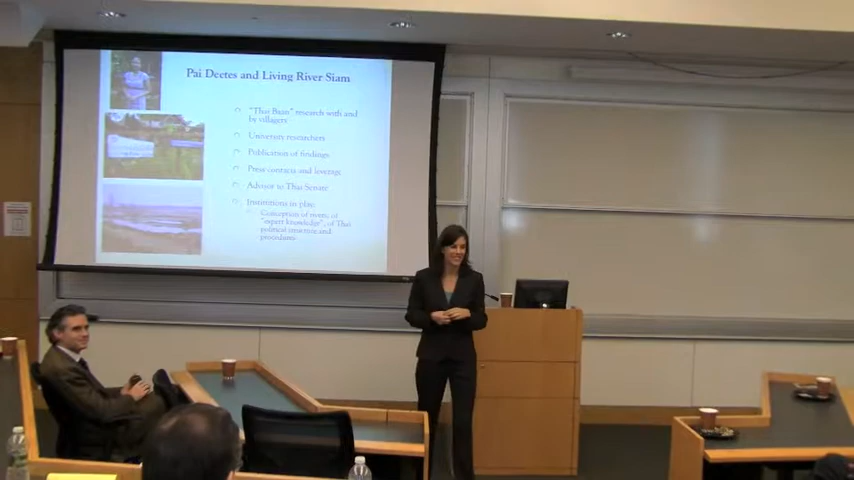 Pai Deetes and Living River Siam
"Thai Baan" research with and
by villagers
University researchers
Publication of findings
Press contacts and leverage
Advisor to Thai Senate
Institutions in play:
Conception of rivers, of
"expert knowledge", of Thai
political structure and
procedures